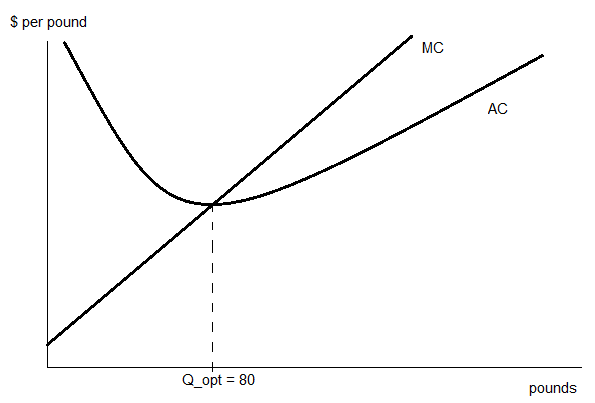 $ per pound
MC
AC
Q_opt = 80
pounds